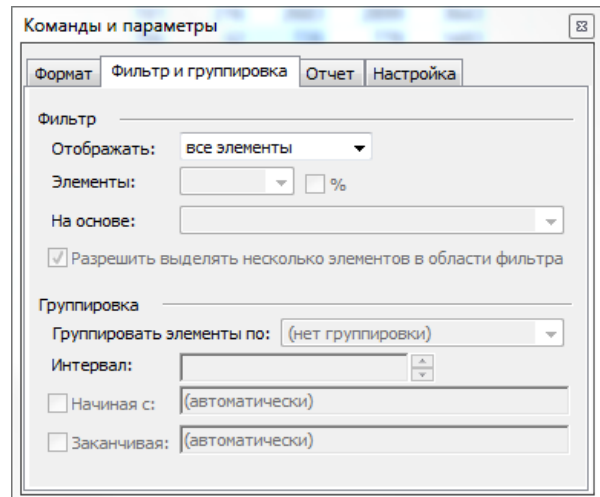 Команды и параметры
Формат Фильтр и группировка Отчет Настройка
Фильтр
Отображать: все элементы
Элементы: %
На основе:
Разрешить выделять несколько элементов в области фильтра
Группировка
Группировать элементы по: (нет группировки)
Интервал:
Начиная с: (автоматически)
Заканчивая: (автоматически)